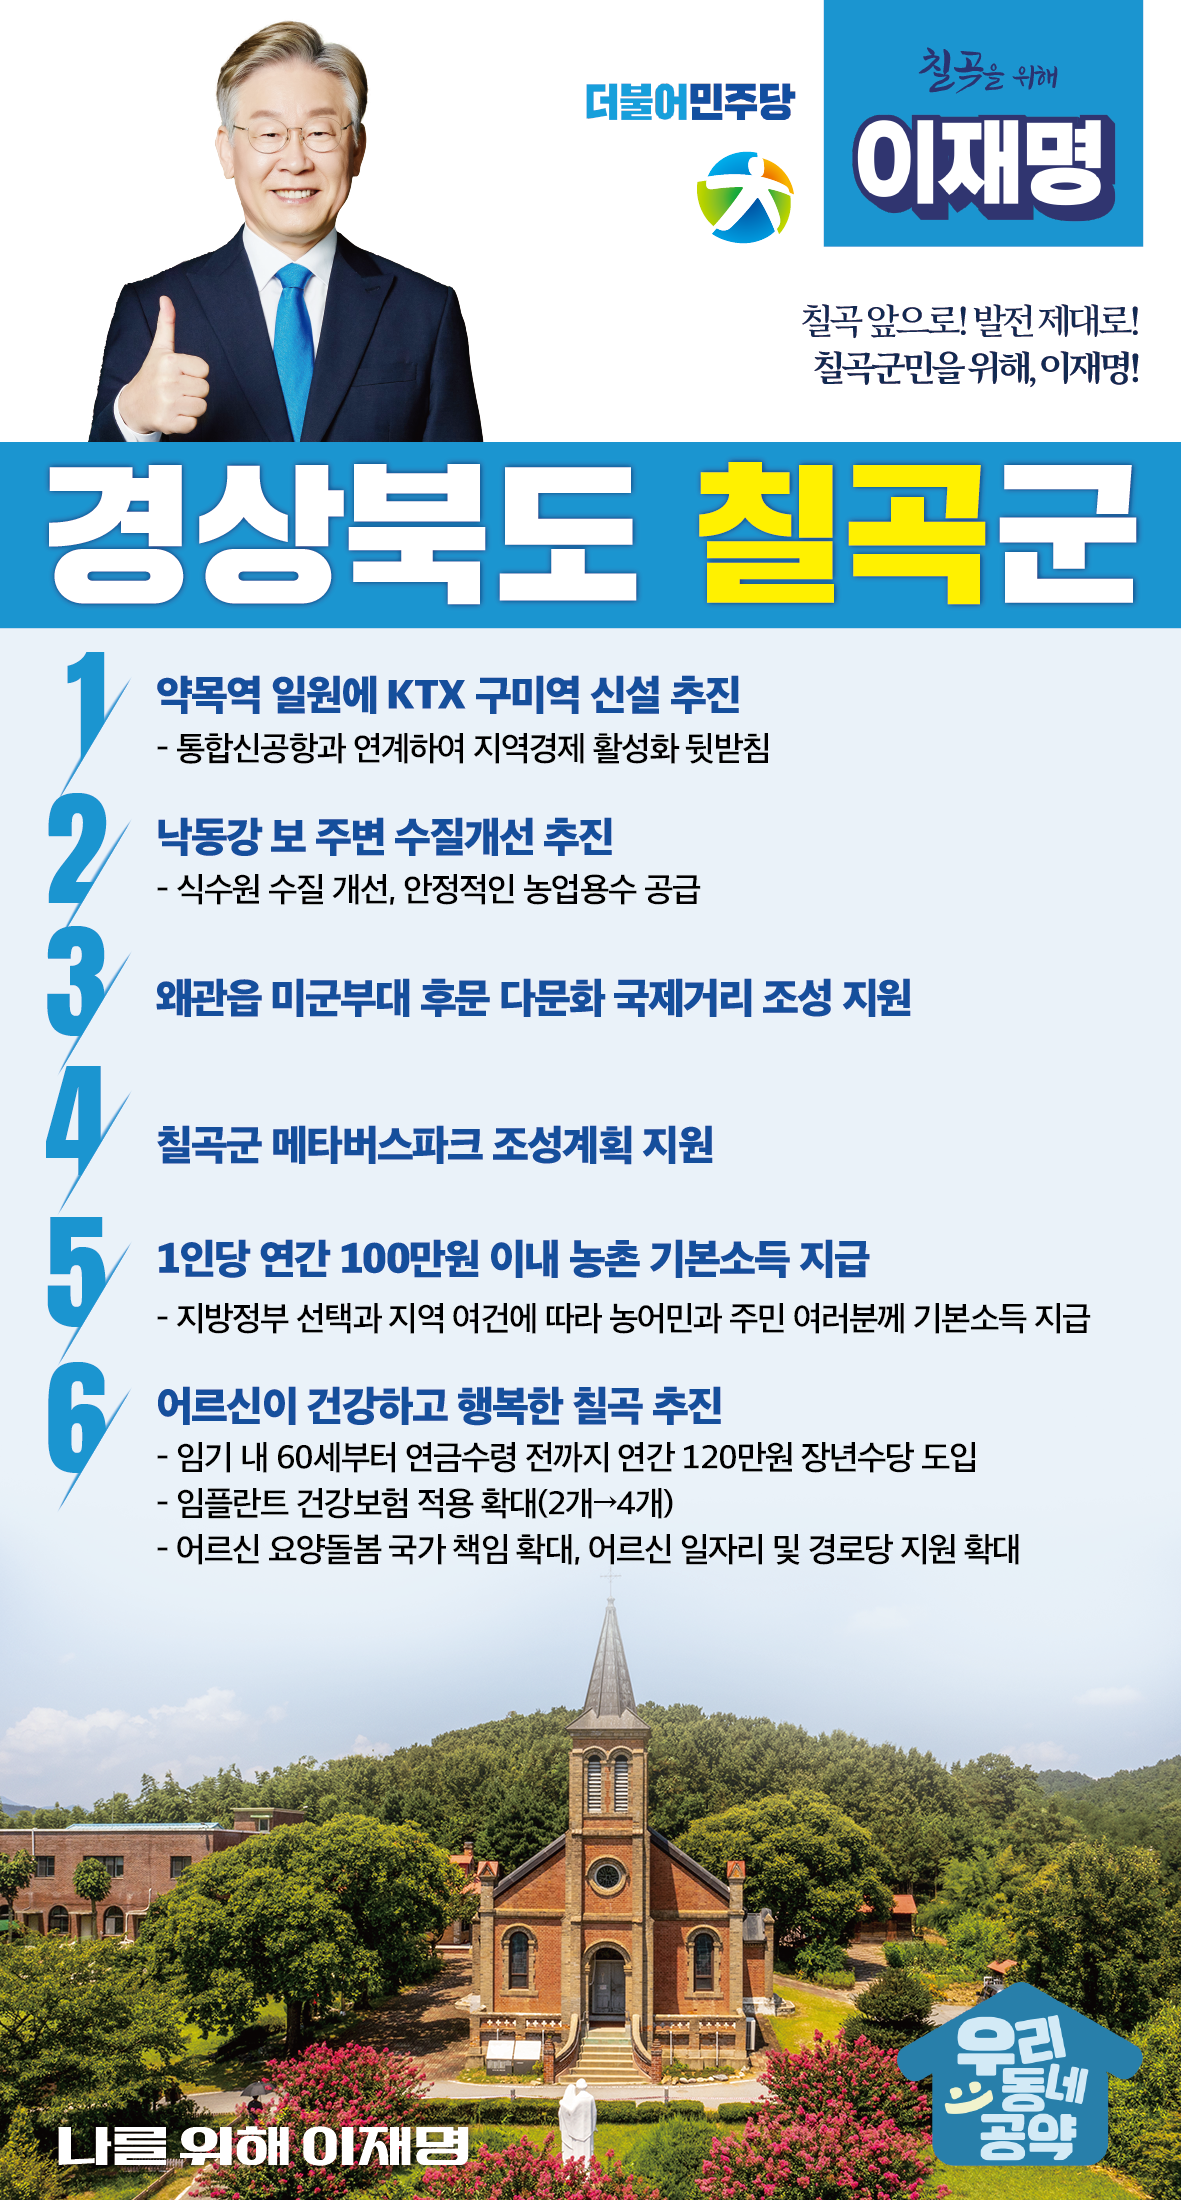 더불어민주당
칠곡을 위해
이재명
칠곡 앞으로! 발전 제대로!
칠곡군민을 위해, 이재명!
경상북도 칠곡군
1
약목역 일원에 KTX 구미역 신설 추진
- 통합신공항과 연계하여 지역경제 활성화 뒷받침
2
낙동강 보 주변 수질개선 추진
- 식수원 수질 개선, 안정적인 농업용수 공급
3
왜관읍 미군부대 후문 다문화 국제거리 조성 지원
4
칠곡군 메타버스파크 조성계획 지원
5
1인당 연간 100만원 이내 농촌 기본소득 지급
- 지방정부 선택과 지역 여건에 따라 농어민과 주민 여러분께 기본소득 지급
6
어르신이 건강하고 행복한 칠곡 추진
- 임기 내 60세부터 연금수령 전까지 연간 120만원 장년수당 도입
- 임플란트 건강보험 적용 확대(2개→4개)
- 어르신 요양돌봄 국가 책임 확대, 어르신 일자리 및 경로당 지원 확대
나를 위해 이재명
우리
동네
공약